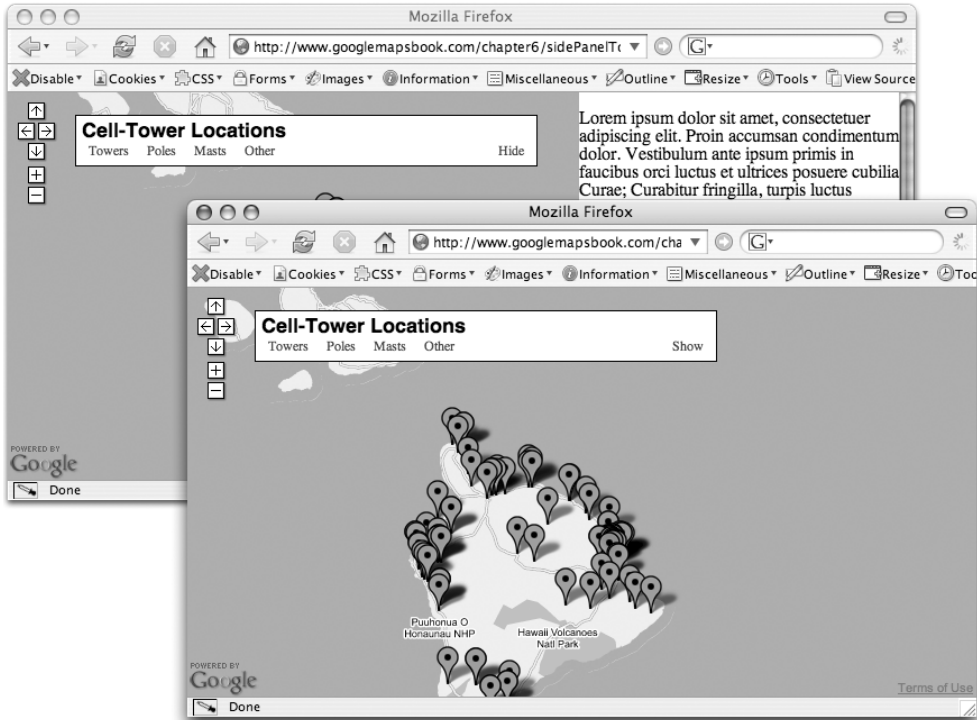 Mozilla Firefox
http://www.googlemapsbook.com/chapter6/sidePanelTo
G
Disable Cookies CSS Forms Images Information Miscellaneous Outline Resize Tools View Source
Cell-Tower Locations
Towers Poles Masts Other Hide
Lorem ipsum dolor sit amet, consectetuer
adipiscing elit. Proin accumsan condimentum
dolor. Vestibulum ante ipsum primis in
faucibus orci luctus et ultrices posuere cubilia
Curae; Curabitur fringilla, turpis luctus
POWERED BY
Google
Done
Mozilla Firefox
http://www.googlemapsbook.com/cha
G
Disable Cookies CSS Forms Images Information Miscellaneous Outline Resize Too
Cell-Tower Locations
Towers Poles Masts Other Show
Puuhonua O
Honaunau NHP
Hawaii Volcanoes
Natl Park
POWERED BY
Google
Terms of Use
Done